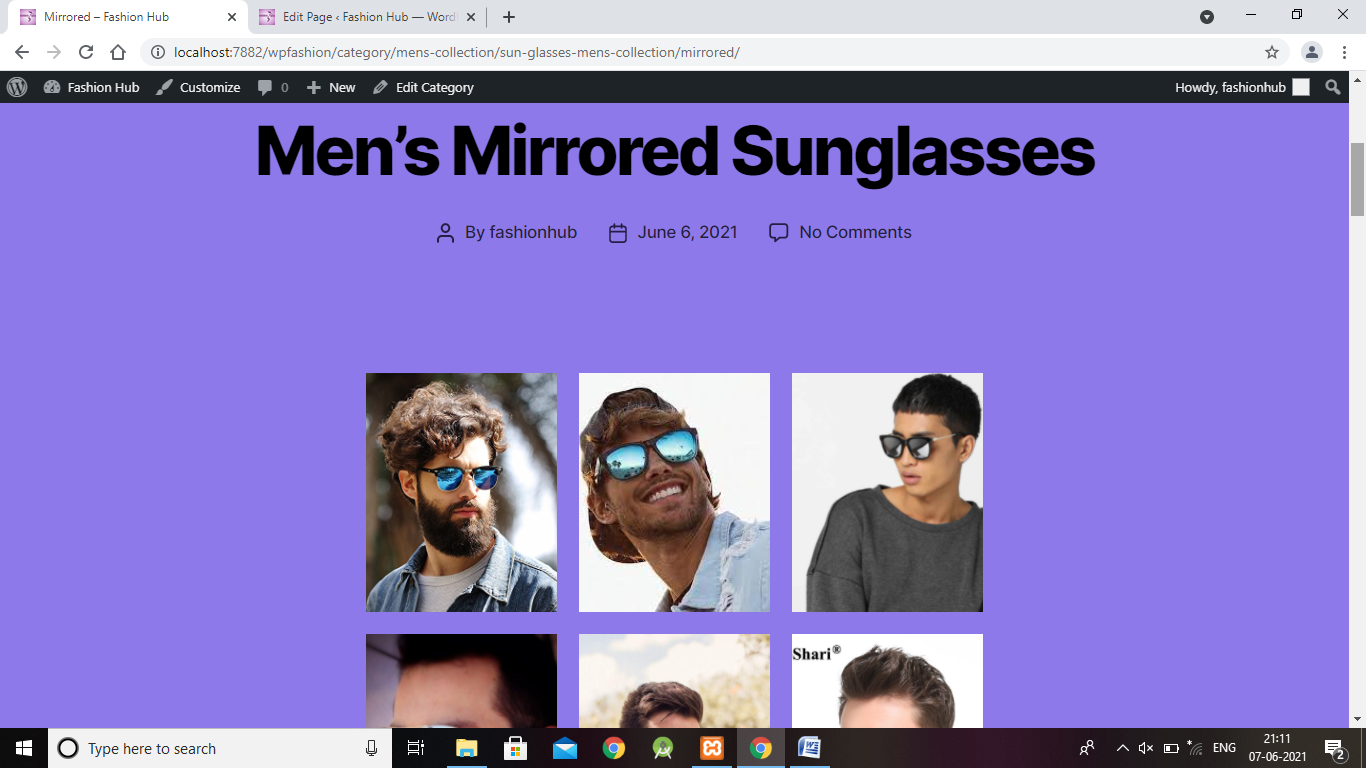 Mirrored – Fashion Hub
Edit Page ‹ Fashion Hub — Word
localhost:7882/wpfashion/category/mens-collection/sun-glasses-mens-collection/mirrored/
Fashion Hub Customize 0 New Edit Category Howdy, fashionhub
Men’s Mirrored Sunglasses
By fashionhub June 6, 2021 No Comments
Shari®
Type here to search
ENG
21:11
07-06-2021
2